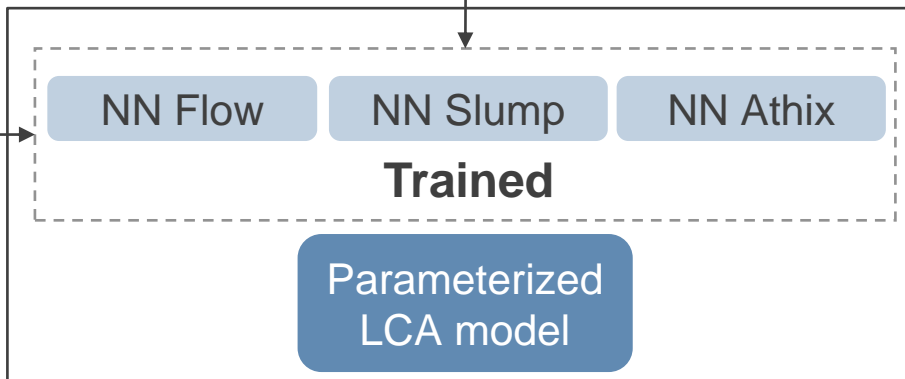 NN Flow NN Slump NN Athix
Trained
Parameterized
LCA model